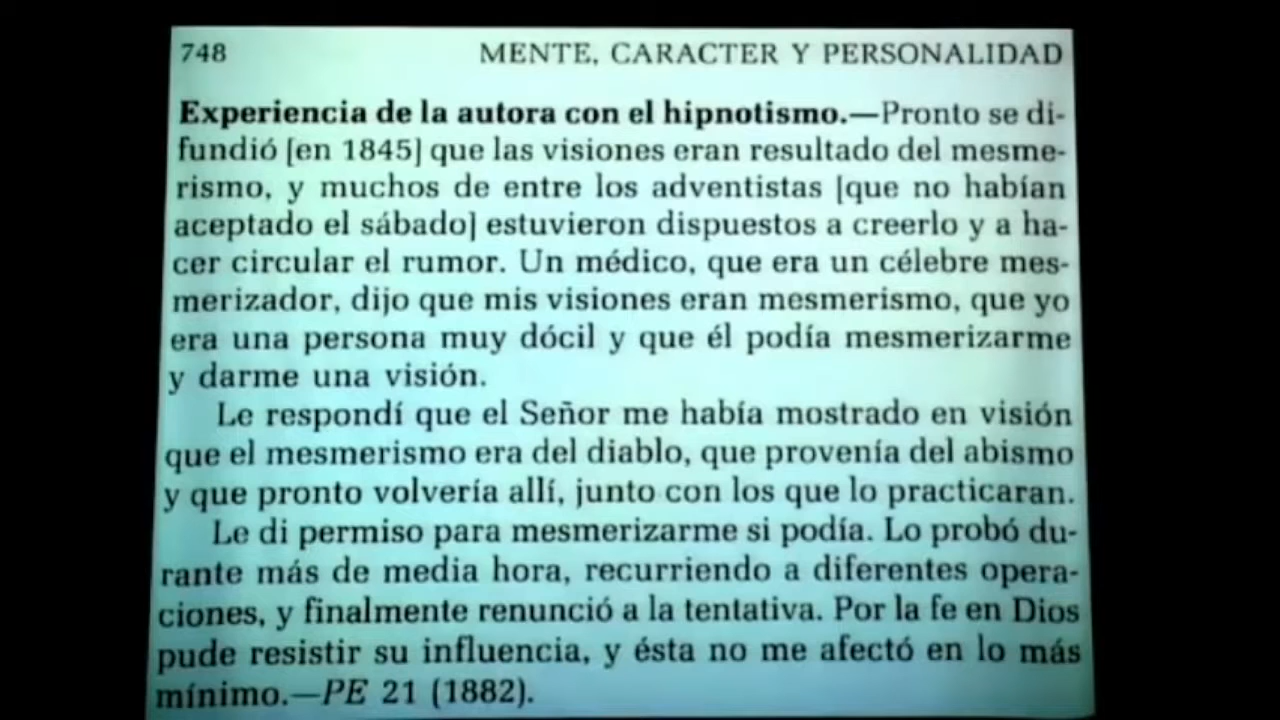 748 MENTE, CARACTER Y PERSONALIDAD
Experiencia de la autora con el hipnotismo.—Pronto se di-
fundió [en 1845] que las visiones eran resultado del mesme-
rismo, y muchos de entre los adventistas [que no habían
aceptado el sábado] estuvieron dispuestos a creerlo y a ha-
cer circular el rumor. Un médico, que era un célebre mes-
merizador, dijo que mis visiones eran mesmerismo, que yo
era una persona muy dócil y que él podía mesmerizarme
y darme una visión.
Le respondí que el Señor me había mostrado en visión
que el mesmerismo era del diablo, que provenía del abismo
y que pronto volvería allí, junto con los que lo practicaran.
Le di permiso para mesmerizarme si podía. Lo probó du-
rante más de media hora, recurriendo a diferentes opera-
ciones, y finalmente renunció a la tentativa. Por la fe en Dios
pude resistir su influencia, y ésta no me afectó en lo más
mínimo.—PE 21 (1882).